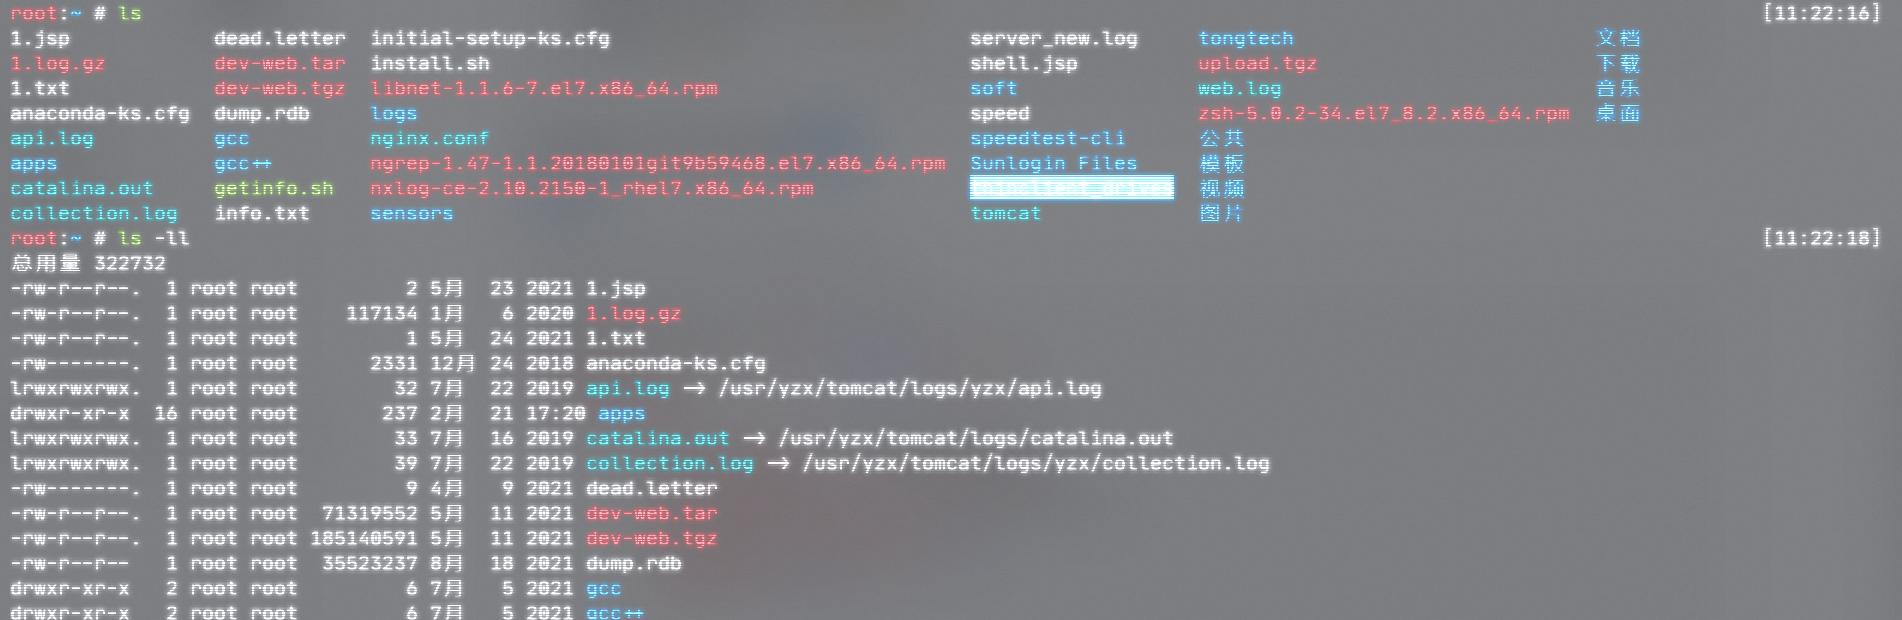 root:~ # ls [11:22:16]
1.jsp dead.letter initial-setup-ks.cfg server_new.log tongtech 文档
1.log.gz dev-web.tar install.sh shell.jsp upload.tgz 下载
1.txt dev-web.tgz libnet-1.1.6-7.el7.x86_64.rpm soft web.log 音乐
anaconda-ks.cfg dump.rdb logs speed zsh-5.0.2-34.el7_8.2.x86_64.rpm 桌面
api.log gcc nginx.conf speedtest-cli 公共
apps gcc++ ngrep-1.47-1.1.20180101git9b59468.el7.x86_64.rpm Sunlogin Files 模板
catalina.out getinfo.sh nxlog-ce-2.10.2150-1_rhel7.x86_64.rpm thinclient_drives 视频
collection.log info.txt sensors tomcat 图片
root:~ # ls -ll [11:22:18]
总用量 322732
-rw-r--r--. 1 root root 2 5月 23 2021 1.jsp
-rw-r--r--. 1 root root 117134 1月 6 2020 1.log.gz
-rw-r--r--. 1 root root 1 5月 24 2021 1.txt
-rw-------. 1 root root 2331 12月 24 2018 anaconda-ks.cfg
lrwxrwxrwx. 1 root root 32 7月 22 2019 api.log -> /usr/yzx/tomcat/logs/yzx/api.log
drwxr-xr-x 16 root root 237 2月 21 17:20 apps
lrwxrwxrwx. 1 root root 33 7月 16 2019 catalina.out -> /usr/yzx/tomcat/logs/catalina.out
lrwxrwxrwx. 1 root root 39 7月 22 2019 collection.log -> /usr/yzx/tomcat/logs/yzx/collection.log
-rw-------. 1 root root 9 4月 9 2021 dead.letter
-rw-r--r--. 1 root root 71319552 5月 11 2021 dev-web.tar
-rw-r--r--. 1 root root 185140591 5月 11 2021 dev-web.tgz
-rw-r--r-- 1 root root 35523237 8月 18 2021 dump.rdb
drwxr-xr-x 2 root root 6 7月 5 2021 gcc
drwxr-xr-x 2 root root 6 7月 5 2021 gcc++